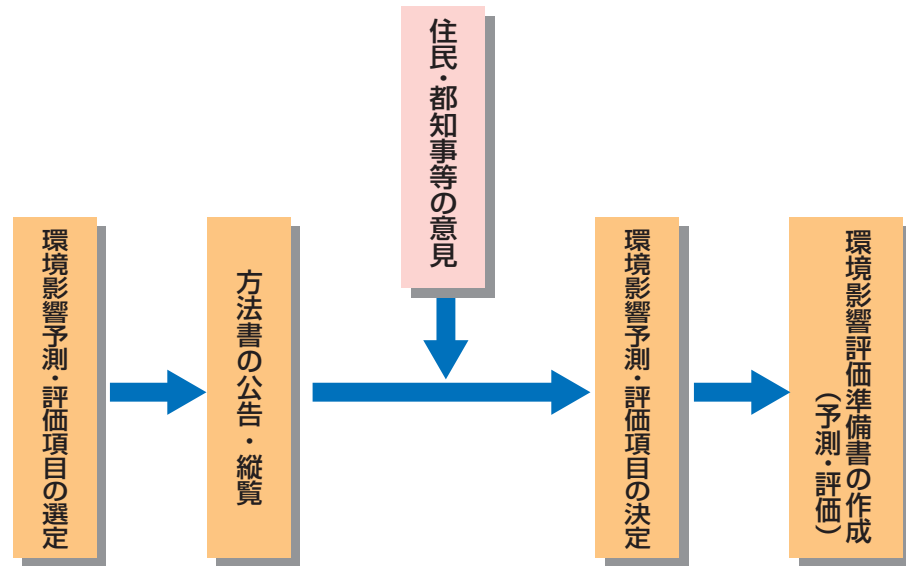 環境影響予測・評価項目の選定
方法書の公告・縦覧
住民・都知事等の意見
環境影響予測・評価項目の決定
環境影響評価準備書の作成
（予測・評価）